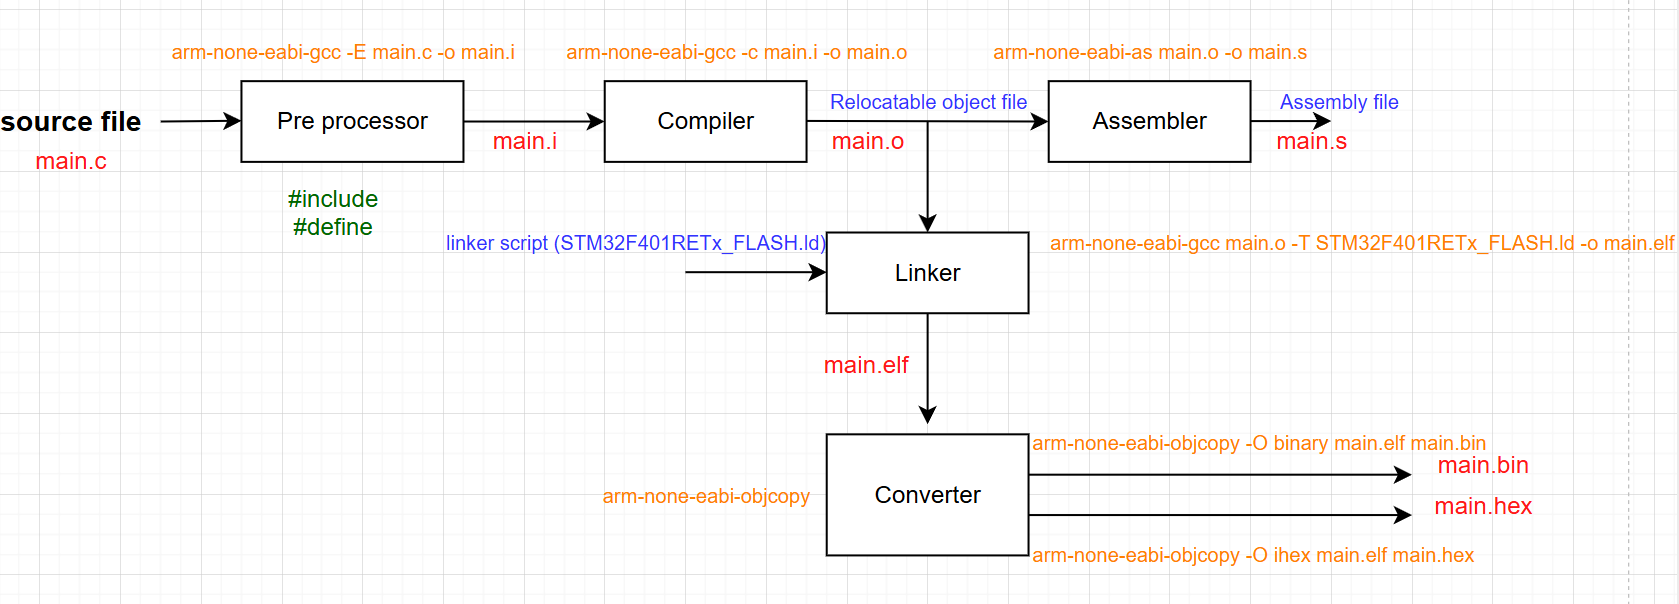 arm-none-eabi-gcc -E main.c -o main.i
arm-none-eabi-gcc -c main.i -o main.o
arm-none-eabi-as main.o -o main.s
source file
main.c
Pre processor
main.i
Compiler
Relocatable object file
main.o
Assembler
Assembly file
main.s
#include
#define
linker script (STM32F401RETx_FLASH.ld)
Linker
arm-none-eabi-gcc main.o -T STM32F401RETx_FLASH.ld -o main.elf
main.elf
arm-none-eabi-objcopy
Converter
arm-none-eabi-objcopy -O binary main.elf main.bin
main.bin
main.hex
arm-none-eabi-objcopy -O ihex main.elf main.hex